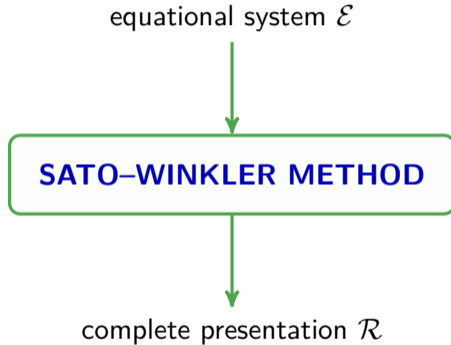 equational system ℰ
SATO–WINKLER METHOD
complete presentation ℛ